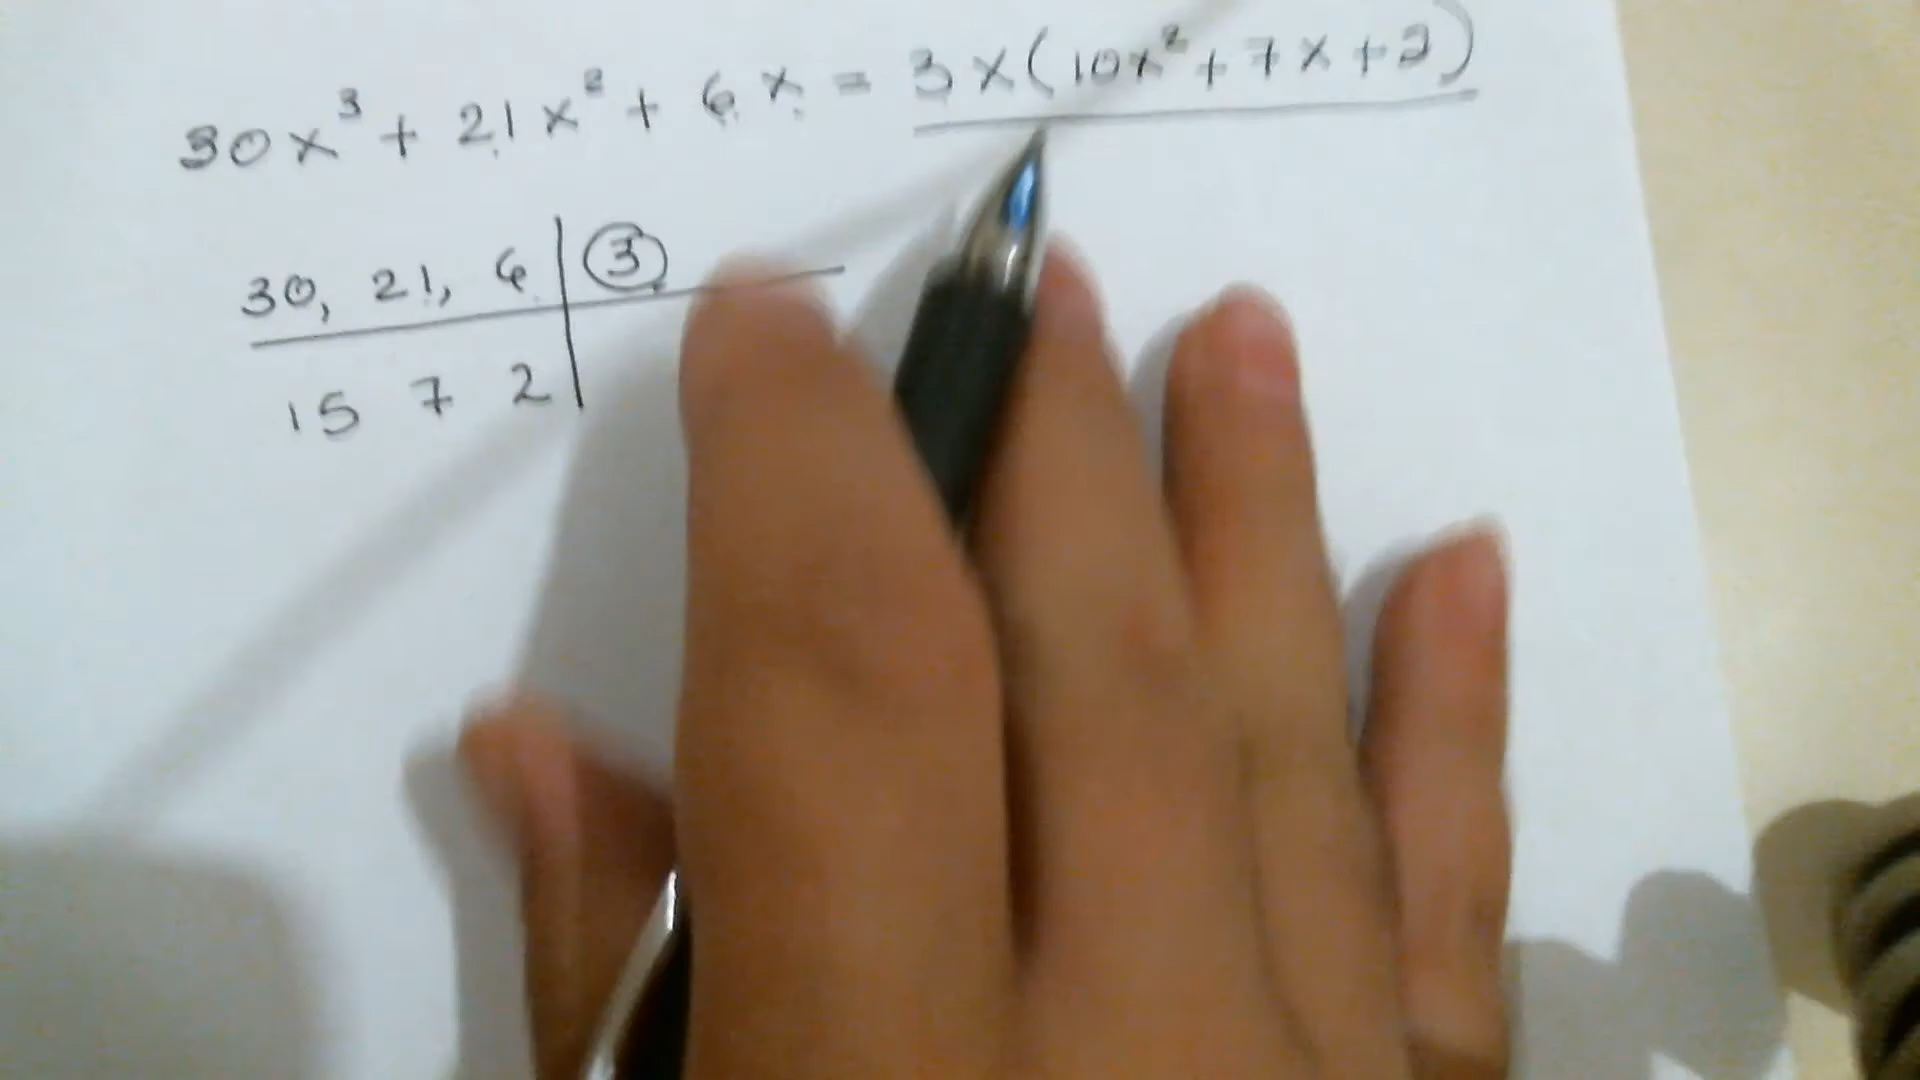 30x³ + 21x² + 6x = 3x(10x² + 7x + 2)
30, 21, 6 | 3
15 7 2